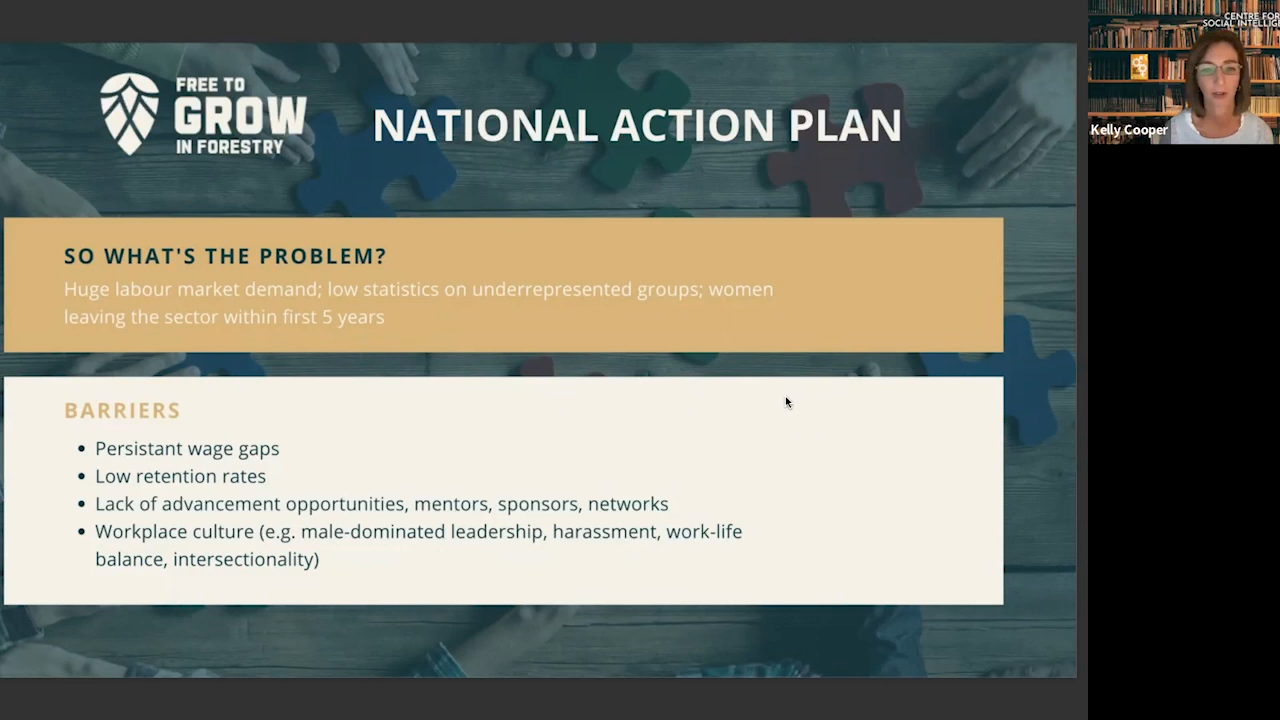 FREE TO
GROW
IN FORESTRY
NATIONAL ACTION PLAN
SO WHAT'S THE PROBLEM?
Huge labour market demand; low statistics on underrepresented groups; women
leaving the sector within first 5 years
BARRIERS
• Persistant wage gaps
• Low retention rates
• Lack of advancement opportunities, mentors, sponsors, networks
• Workplace culture (e.g. male-dominated leadership, harassment, work-life
balance, intersectionality)
CENTRE FOR
SOCIAL INTELLIGE
Kelly Cooper